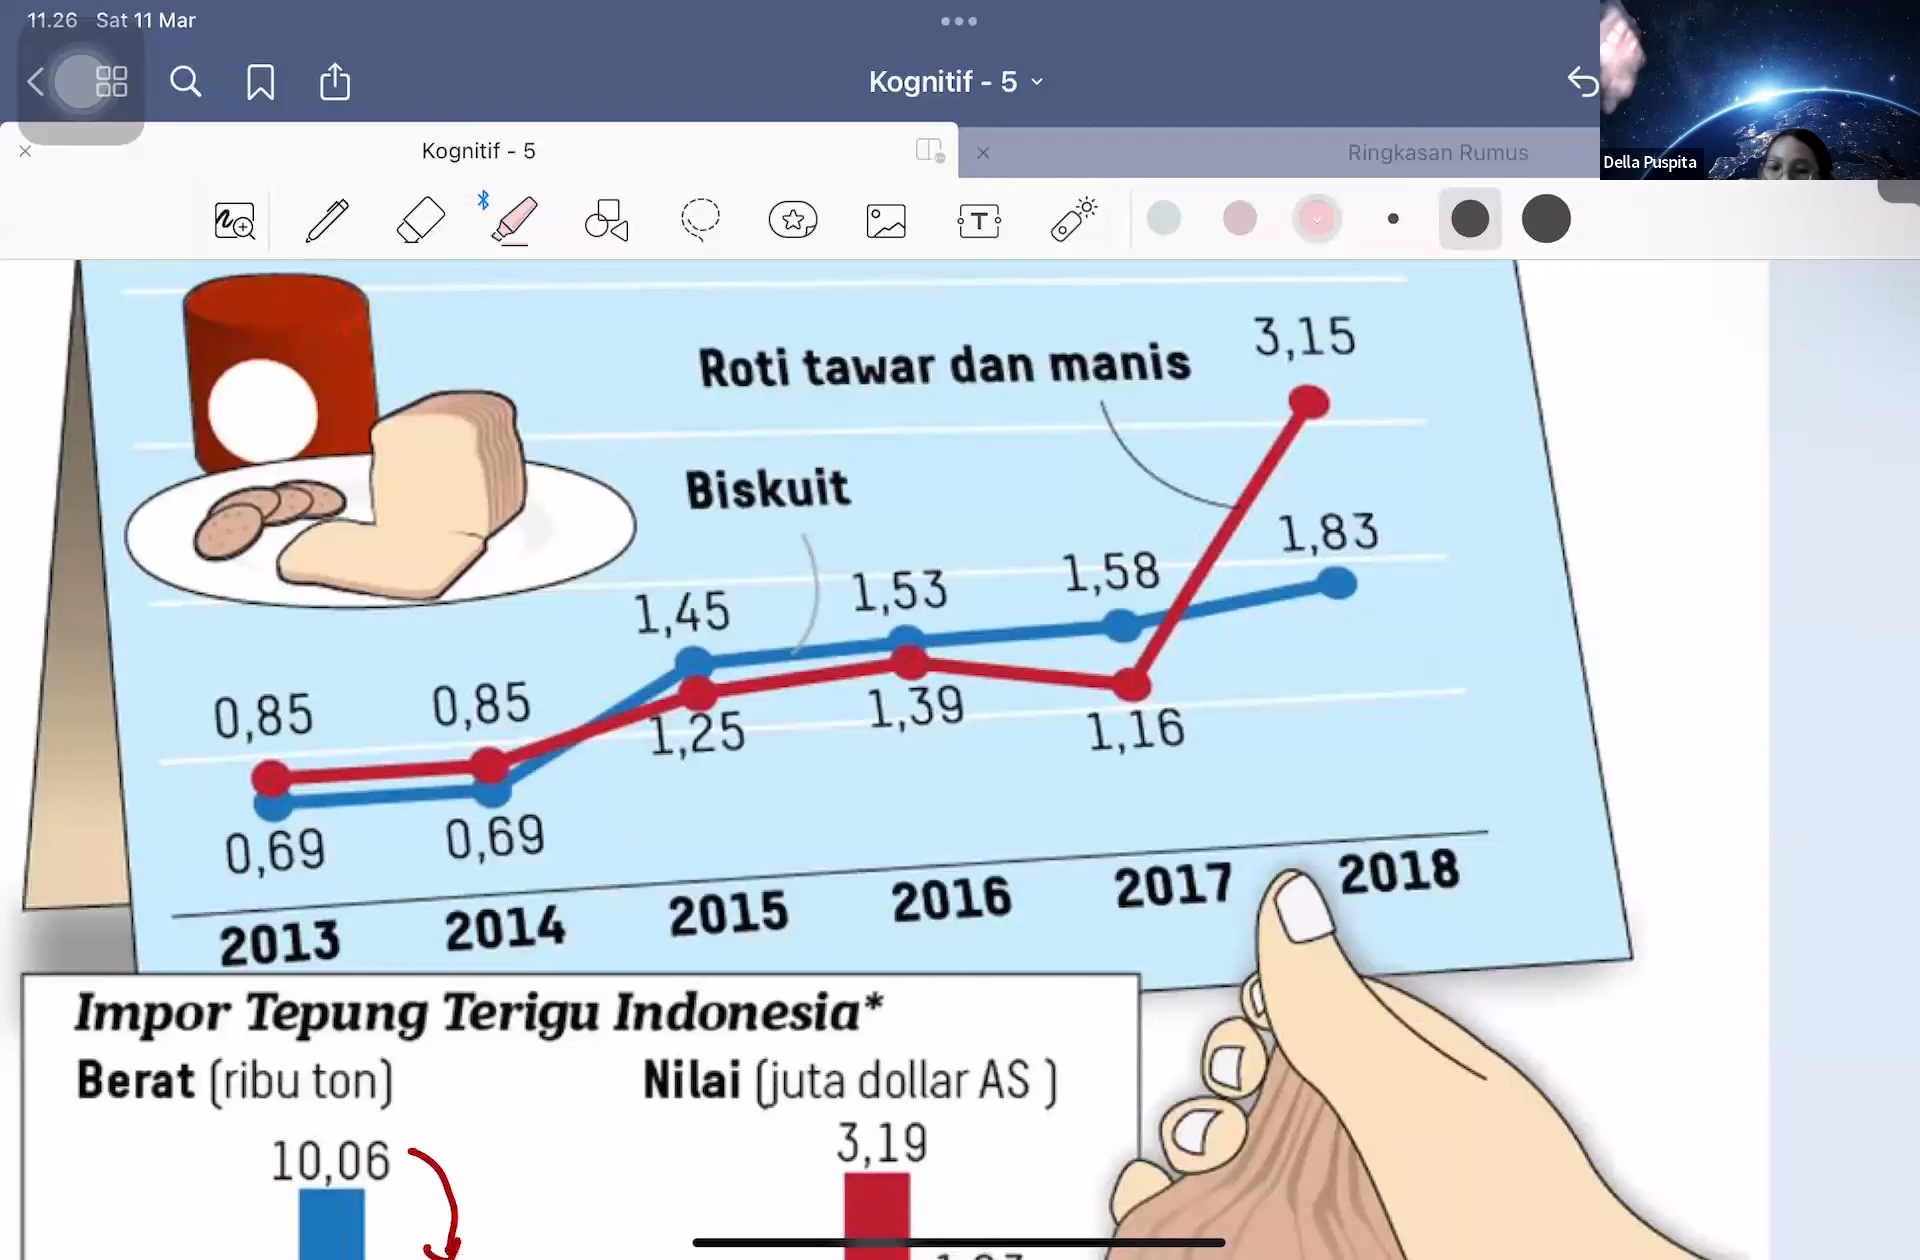 11.26 Sat 11 Mar
Kognitif - 5
Kognitif - 5
Ringkasan Rumus
Della Puspita
T
Roti tawar dan manis
3,15
Biskuit
1,83
1,58
1,53
1,45
0,85
0,85
1,25
1,39
1,16
0,69
0,69
2013 2014 2015 2016 2017 2018
Impor Tepung Terigu Indonesia*
Berat (ribu ton)
Nilai (juta dollar AS )
10,06
3,19